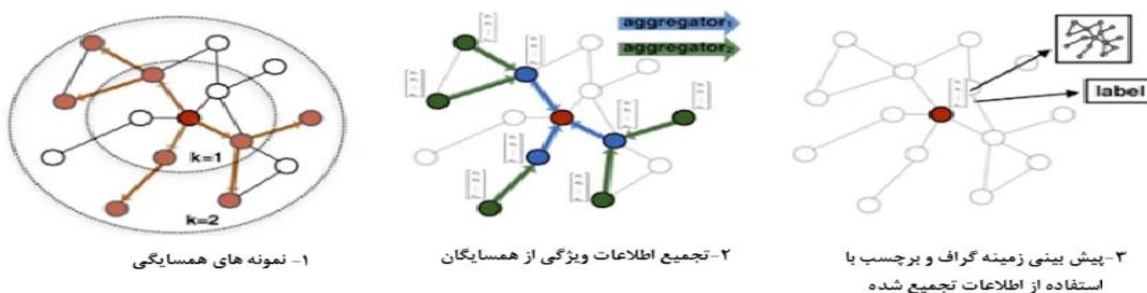 k=1
k=2
۱- نمونه های همسایگی
aggregator₁
aggregator₂
۲-تجمیع اطلاعات ویژگی از همسایگان
label
۳-پیش بینی زمینه گراف و برچسب با
استفاده از اطلاعات تجمیع شده